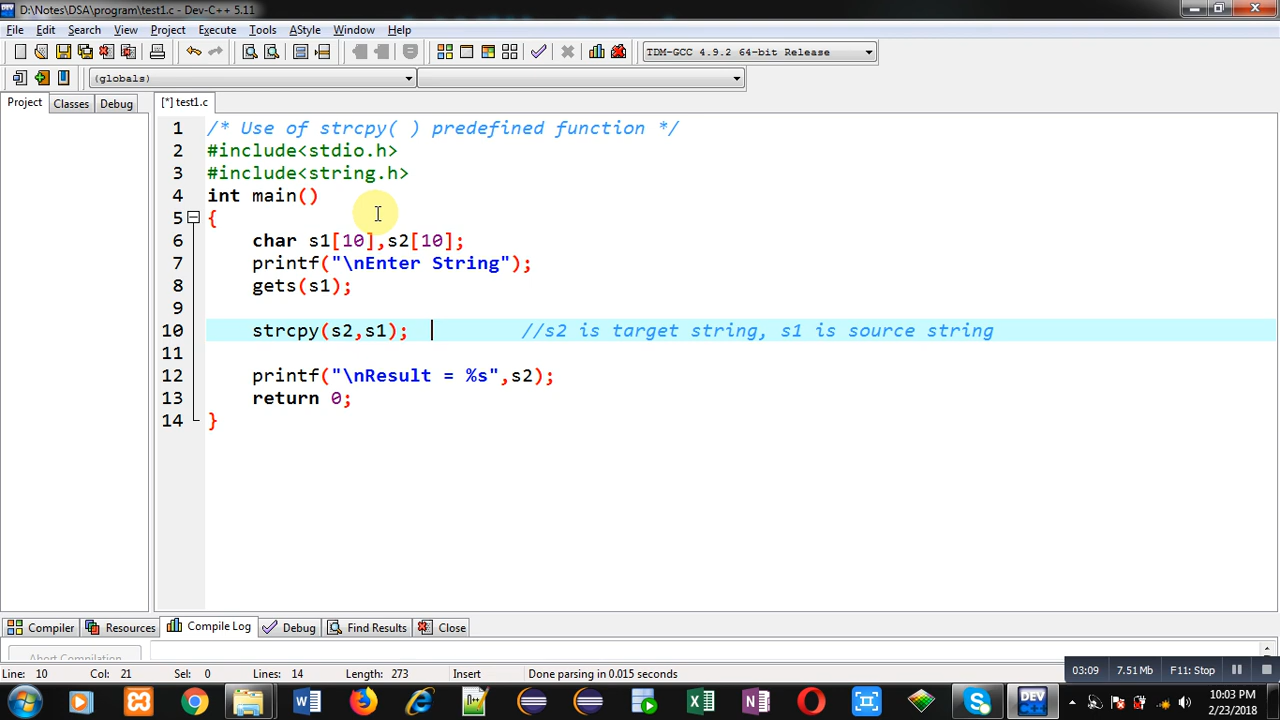 D:\Notes\DSA\program\test1.c - Dev-C++ 5.11
File Edit Search View Project Execute Tools AStyle Window Help
TDM-GCC 4.9.2 64-bit Release
(globals)
Project Classes Debug [*] test1.c
1 /* Use of strcpy( ) predefined function */
2 #include<stdio.h>
3 #include<string.h>
4 int main()
5 {
6 char s1[10],s2[10];
7 printf("\nEnter String");
8 gets(s1);
9
10 strcpy(s2,s1); //s2 is target string, s1 is source string
11
12 printf("\nResult = %s",s2);
13 return 0;
14 }
Compiler Resources Compile Log Debug Find Results Close
Abort Compilation
Line: 10 Col: 21 Sel: 0 Lines: 14 Length: 273 Insert Done parsing in 0.015 seconds
03:09 7.51 Mb F11: Stop
DEV
10:03 PM
2/23/2018